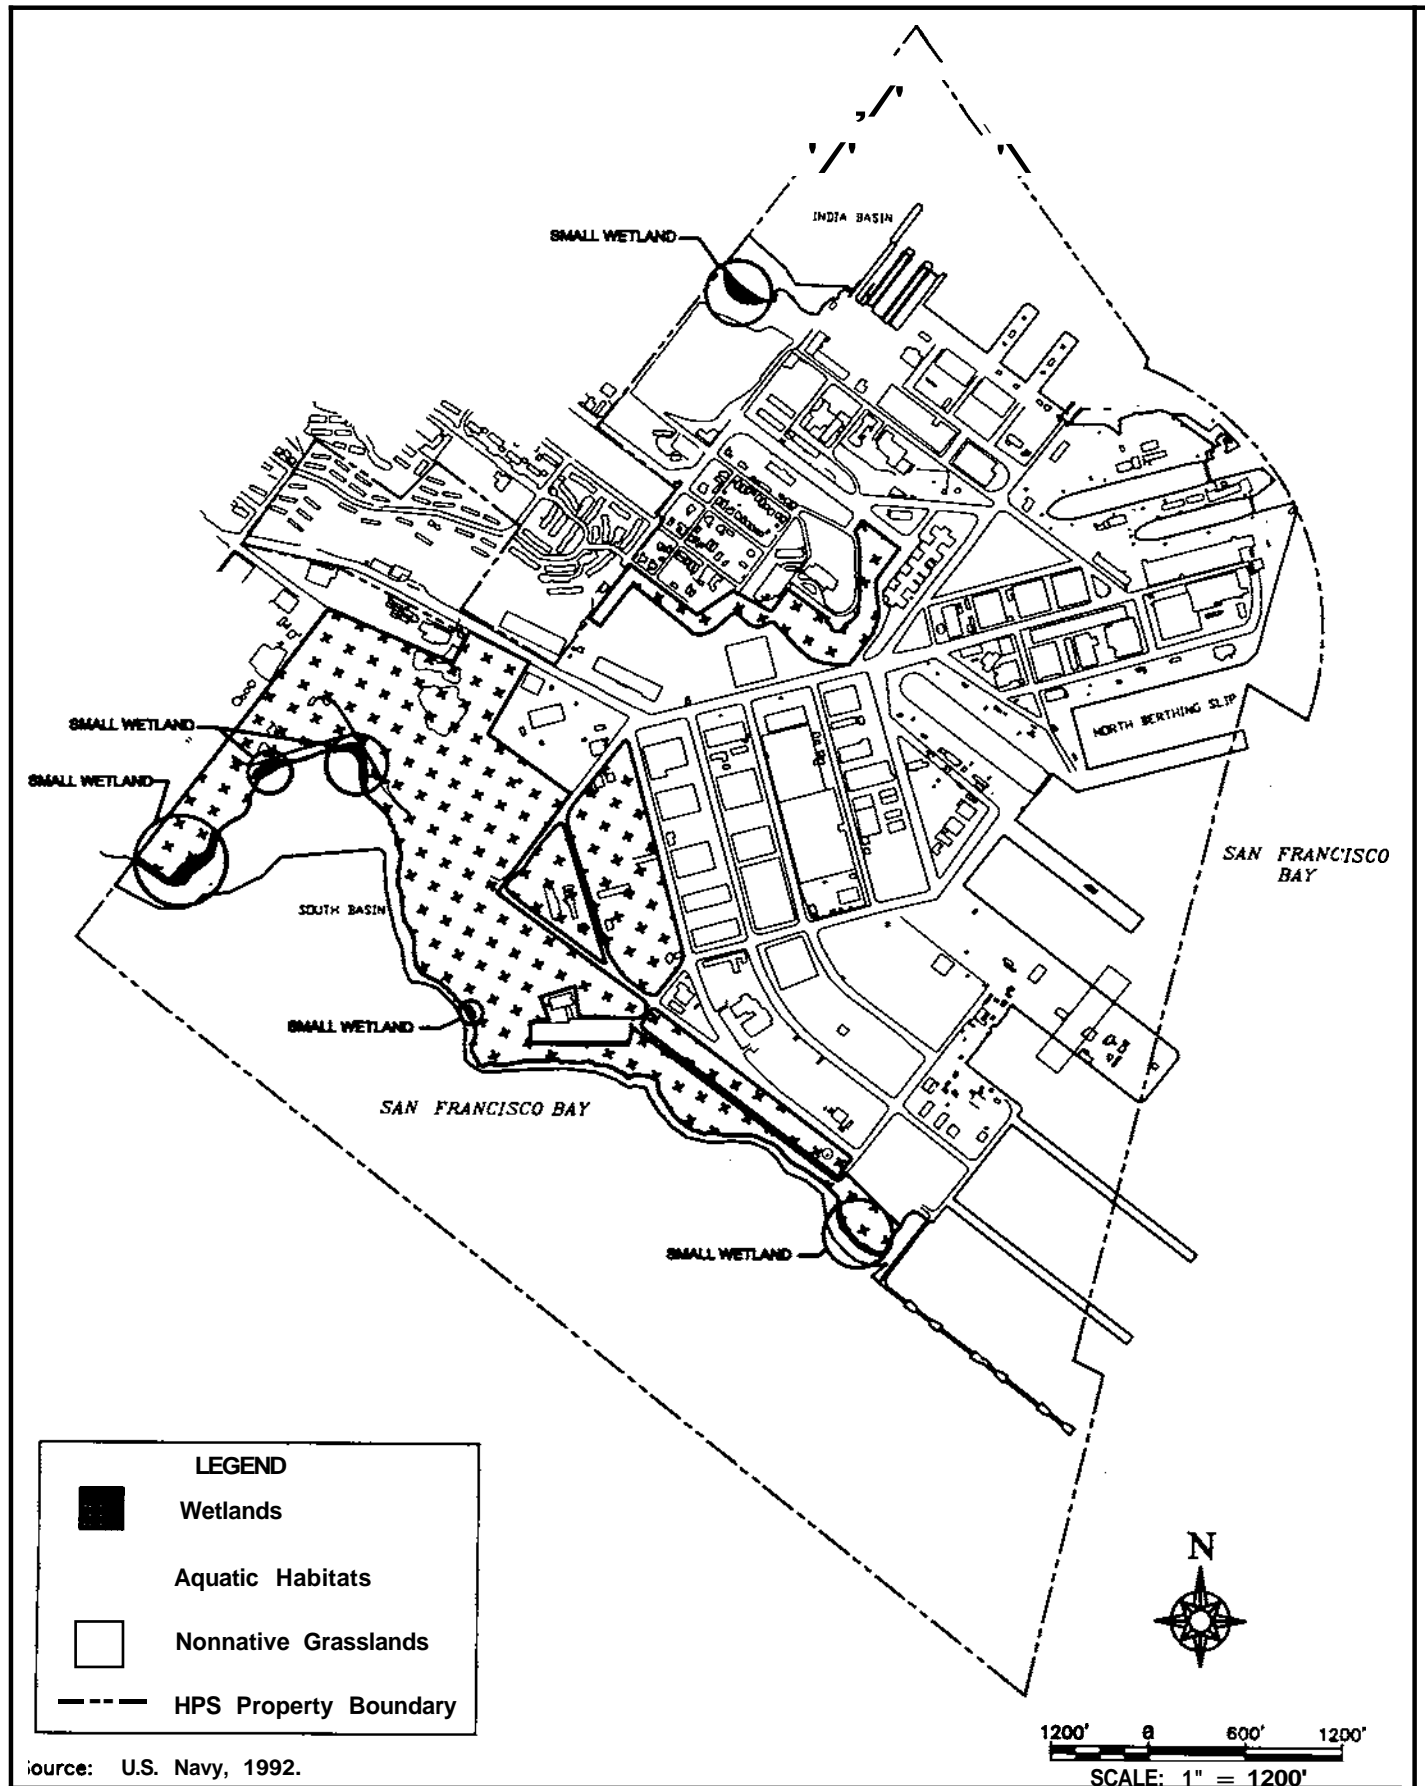 INDIA BASIN
SMALL WETLAND
NORTH BERTHING SLIP
SMALL WETLAND
SMALL WETLAND
SAN FRANCISCO
BAY
SOUTH BASIN
SMALL WETLAND
SAN FRANCISCO BAY
SMALL WETLAND
LEGEND
Wetlands
Aquatic Habitats
Nonnative Grasslands
HPS Property Boundary
N
1200' 0 600' 1200'
SCALE: 1" = 1200'
Source: U.S. Navy, 1992.